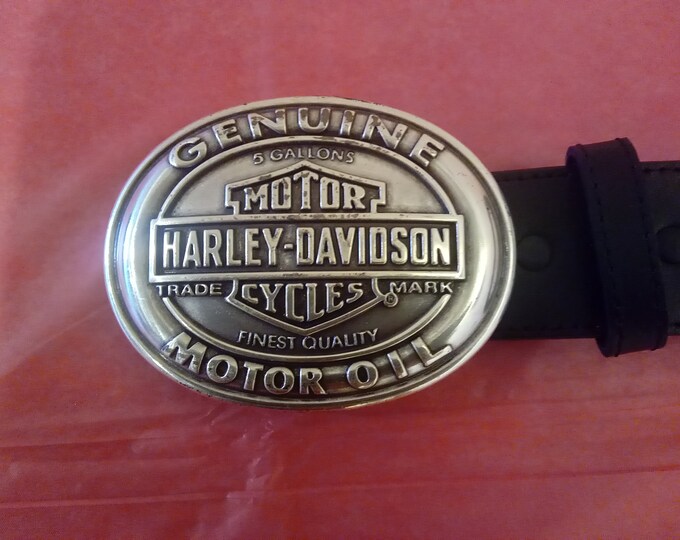 GENUINE
5 GALLONS
MOTOR
HARLEY-DAVIDSON
TRADE MARK
CYCLES ®
FINEST QUALITY
MOTOR OIL